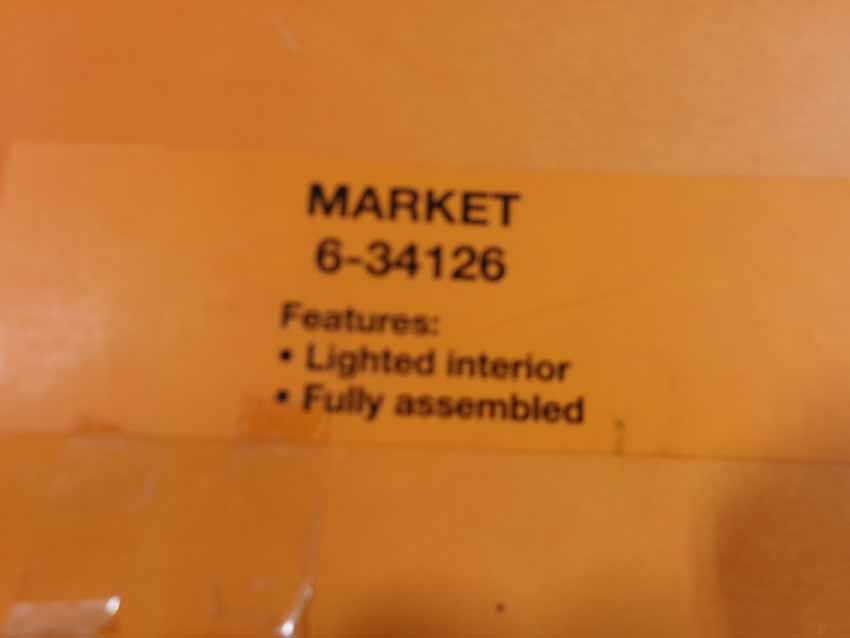 MARKET
6-34126
Features:
• Lighted interior
• Fully assembled